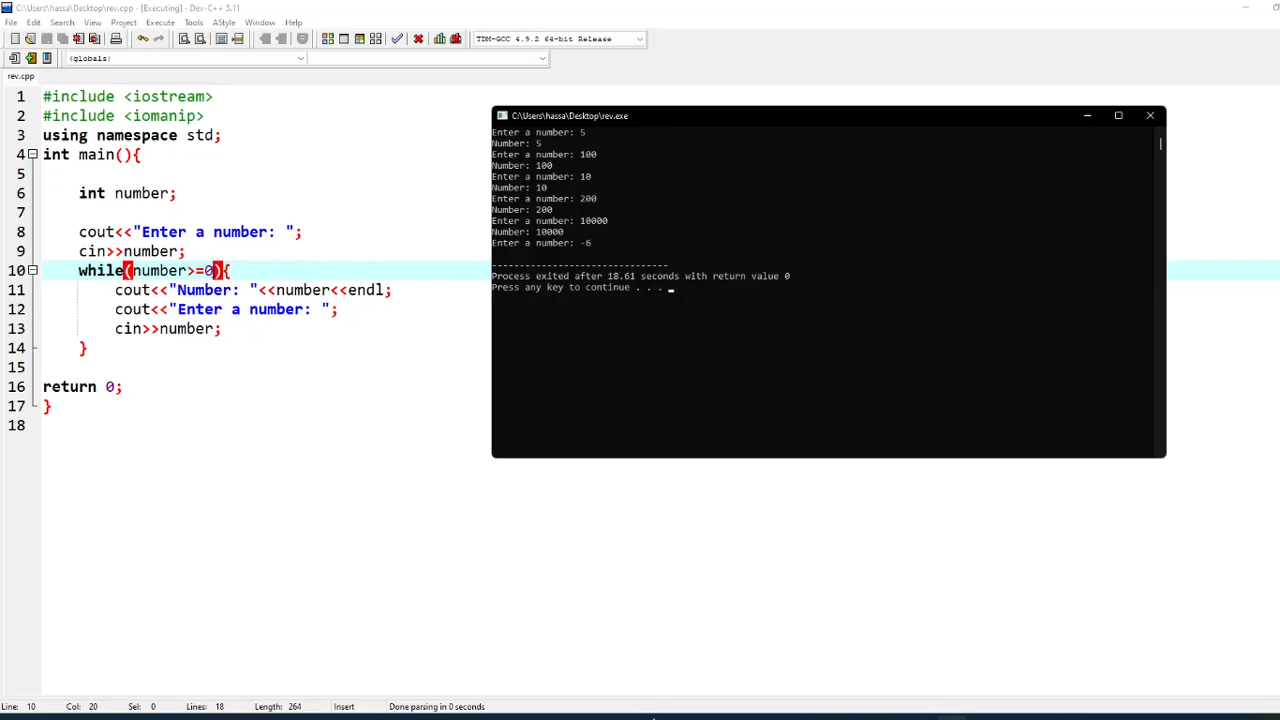 C:\Users\hassa\Desktop\rev.cpp - [Executing] - Dev-C++ 5.11
File Edit Search View Project Execute Tools AStyle Window Help
TDM-GCC 4.9.2 64-bit Release
(globals)
rev.cpp
1 #include <iostream>
2 #include <iomanip>
3 using namespace std;
4 int main(){
5
6 int number;
7
8 cout<<"Enter a number: ";
9 cin>>number;
10 while(number>=0){
11 cout<<"Number: "<<number<<endl;
12 cout<<"Enter a number: ";
13 cin>>number;
14 }
15
16 return 0;
17 }
18
C:\Users\hassa\Desktop\rev.exe
Enter a number: 5
Number: 5
Enter a number: 100
Number: 100
Enter a number: 10
Number: 10
Enter a number: 200
Number: 200
Enter a number: 10000
Number: 10000
Enter a number: -6
--------------------------------
Process exited after 18.61 seconds with return value 0
Press any key to continue . . .
Line: 10 Col: 20 Sel: 0 Lines: 18 Length: 264 Insert Done parsing in 0 seconds